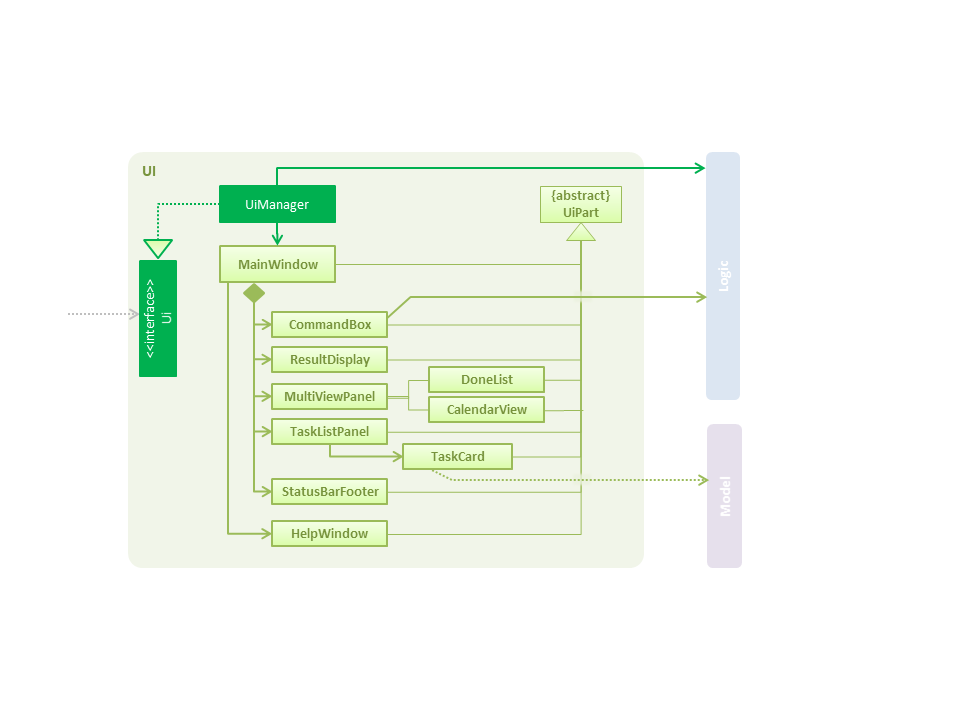 UI
UiManager
{abstract}
UiPart
MainWindow
<<interface>>
Ui
Logic
CommandBox
ResultDisplay
DoneList
MultiViewPanel
CalendarView
TaskListPanel
TaskCard
StatusBarFooter
Model
HelpWindow